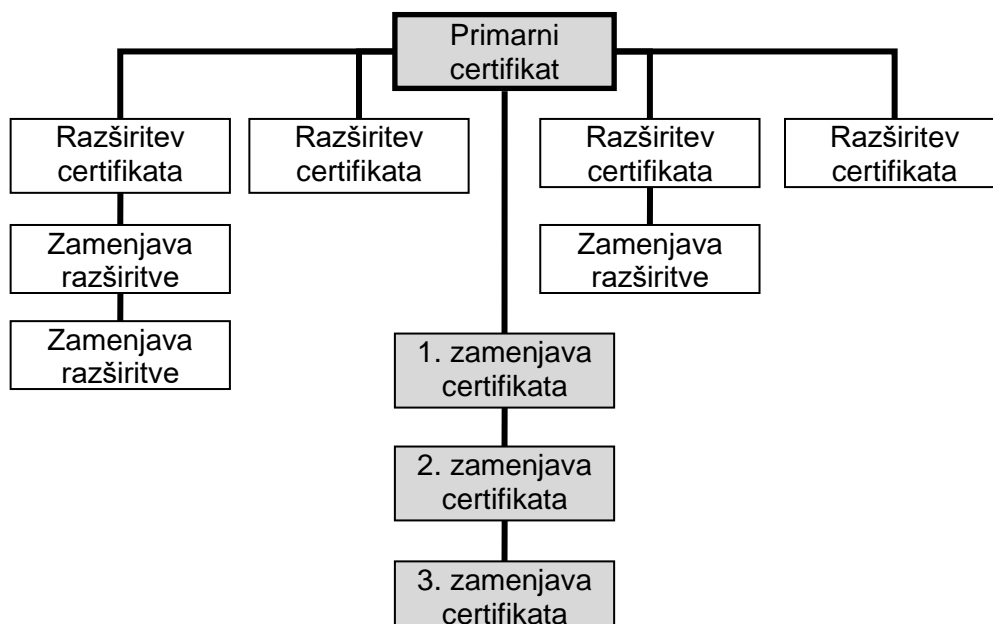 Primarni
certifikat
Razširitev
certifikata
Razširitev
certifikata
Razširitev
certifikata
Razširitev
certifikata
Zamenjava
razširitve
Zamenjava
razširitve
Zamenjava
razširitve
1. zamenjava
certifikata
2. zamenjava
certifikata
3. zamenjava
certifikata